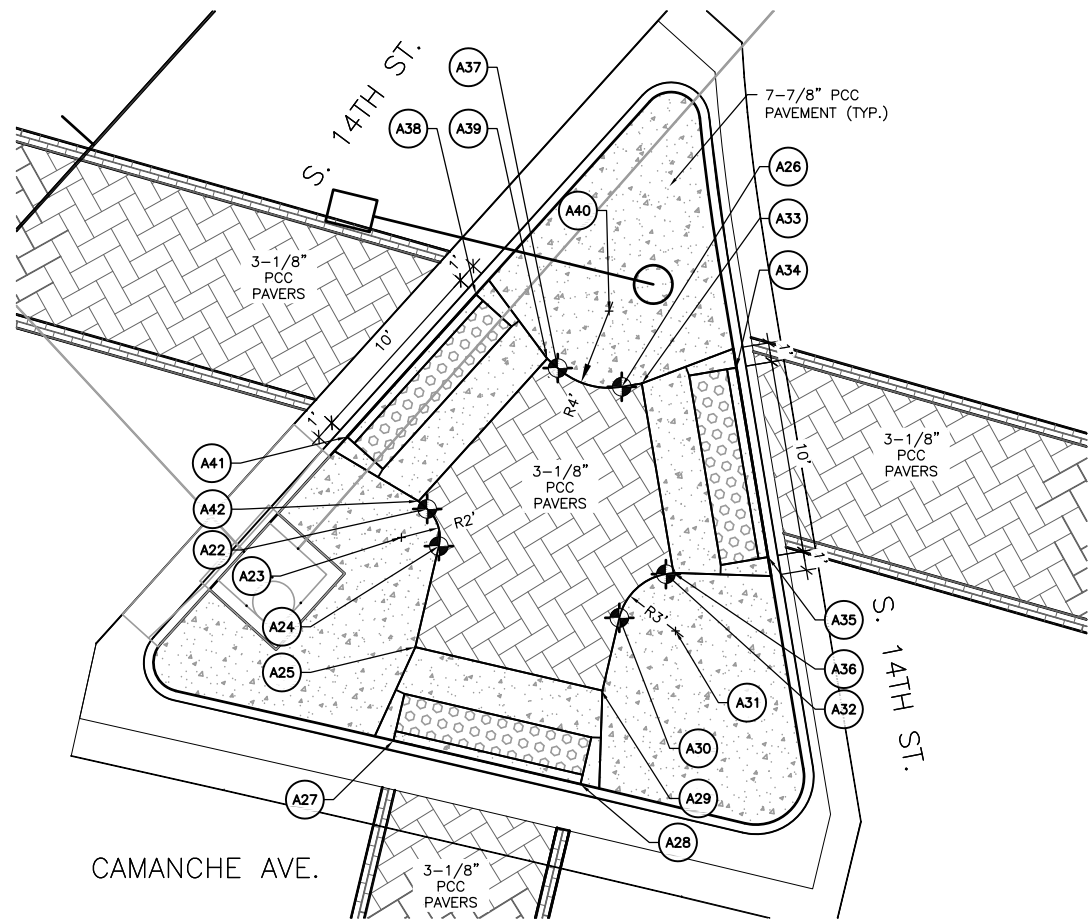 S. 14TH ST.
A37
A38
A39
7-7/8" PCC
PAVEMENT (TYP.)
A26
A40
A33
A34
1'
10'
1'
3-1/8"
PCC
PAVERS
R4'
1'
10'
1'
3-1/8"
PCC
PAVERS
A41
A42
3-1/8"
PCC
PAVERS
R2'
A22
A23
A24
A25
R3'
A35
A36
A31
A32
S. 14TH ST.
A30
A27
A29
A28
CAMANCHE AVE.
3-1/8"
PCC
PAVERS